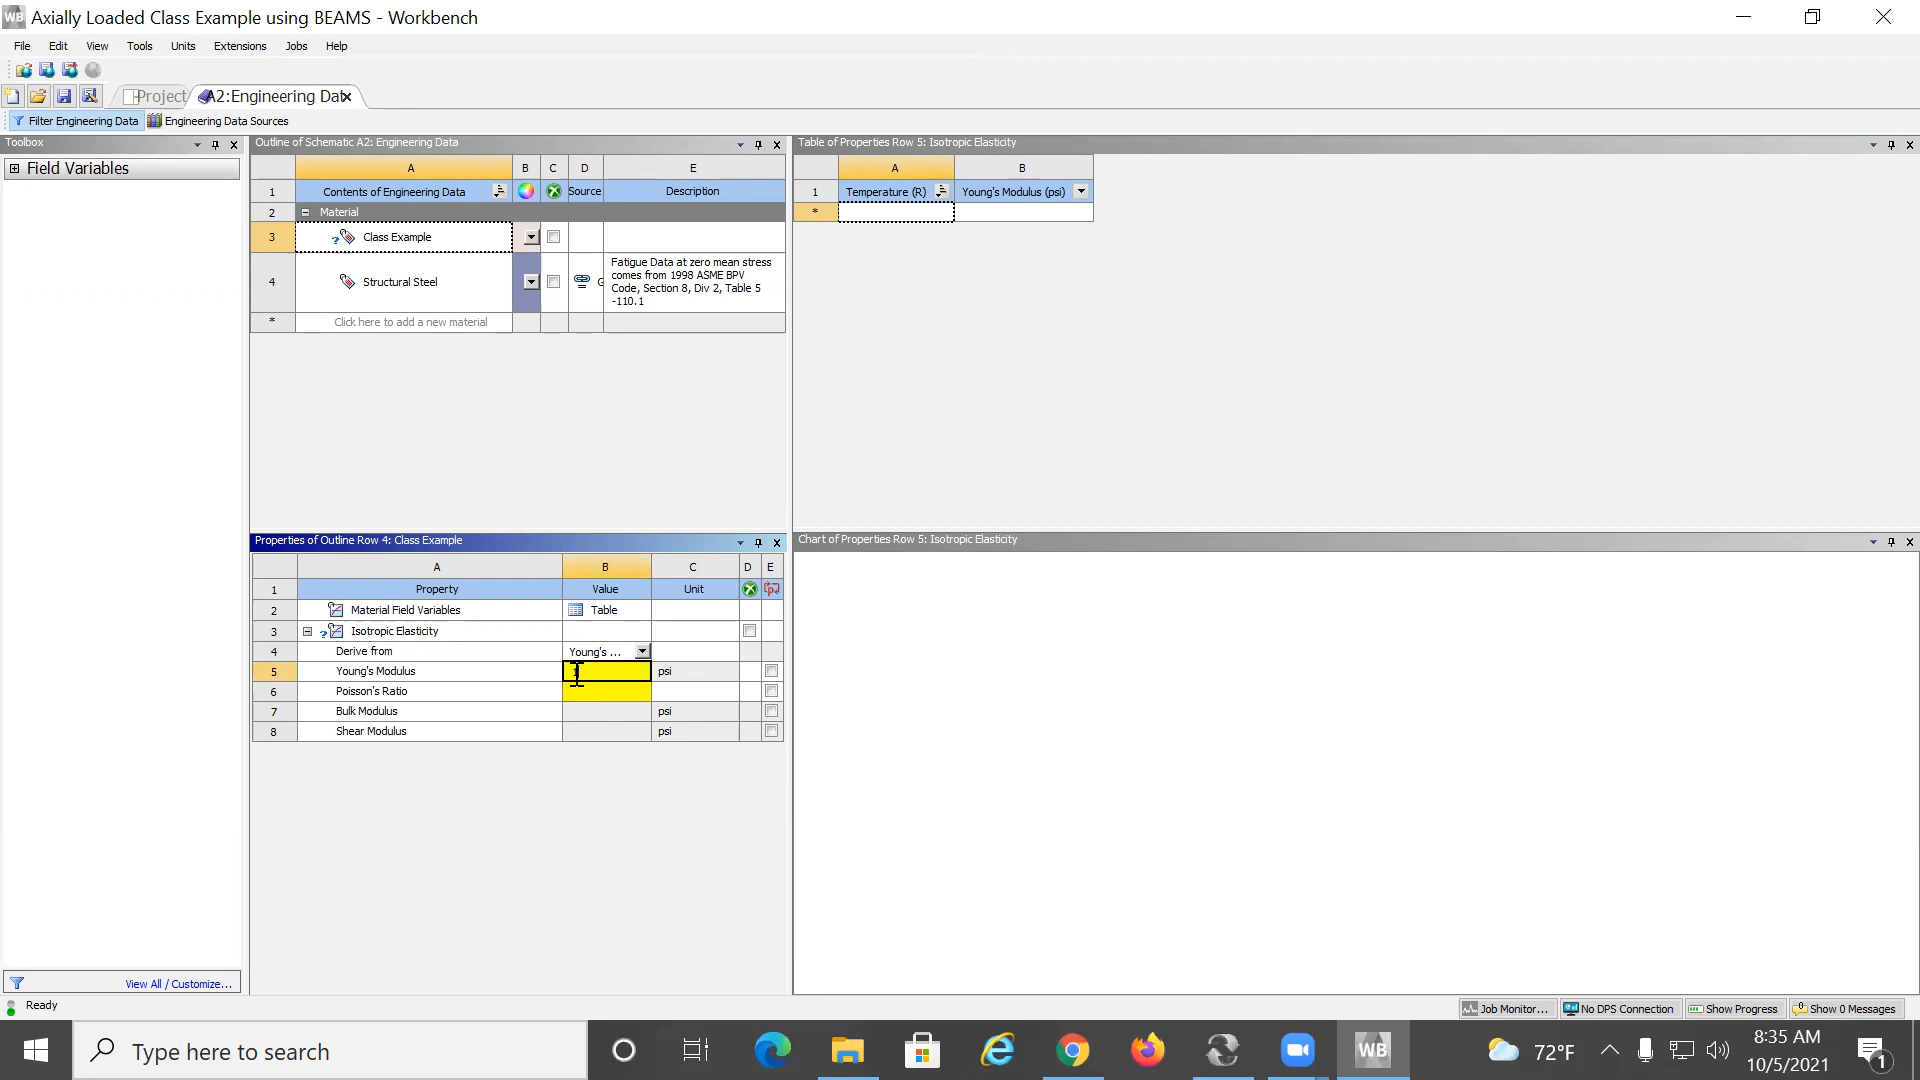 WB Axially Loaded Class Example using BEAMS - Workbench
File Edit View Tools Units Extensions Jobs Help
Project A2:Engineering Dat
Filter Engineering Data Engineering Data Sources
Toolbox
Field Variables
View All / Customize...
Outline of Schematic A2: Engineering Data
A B C D E
1 Contents of Engineering Data Source Description
2 Material
3 ? Class Example
4 Structural Steel G
Fatigue Data at zero mean stress
comes from 1998 ASME BPV
Code, Section 8, Div 2, Table 5
-110.1
* Click here to add a new material
Table of Properties Row 5: Isotropic Elasticity
A B
1 Temperature (R) Young's Modulus (psi)
*
Properties of Outline Row 4: Class Example
A B C D E
1 Property Value Unit
2 Material Field Variables Table
3 ? Isotropic Elasticity
4 Derive from Young's ...
5 Young's Modulus psi
6 Poisson's Ratio
7 Bulk Modulus psi
8 Shear Modulus psi
Chart of Properties Row 5: Isotropic Elasticity
Ready
Job Monitor... No DPS Connection Show Progress Show 0 Messages
Type here to search
WB
72°F
8:35 AM
10/5/2021
1